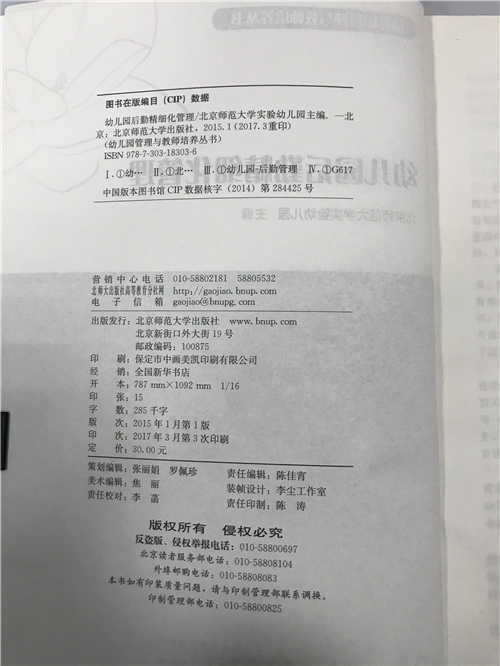 图书在版编目（CIP）数据
幼儿园后勤精细化管理/北京师范大学实验幼儿园主编. —北
京：北京师范大学出版社，2015.1（2017.3重印）
（幼儿园管理与教师培养丛书）
ISBN 978-7-303-18303-6
Ⅰ.①幼… Ⅱ.①北… Ⅲ.①幼儿园-后勤管理 Ⅳ.①G617
中国版本图书馆CIP数据核字（2014）第284425号
营销中心电话 010-58802181 58805532
北师大出版社高等教育分社网 http://gaojiao.bnup.com
电子信箱 gaojiao@bnupg.com
出版发行：北京师范大学出版社 www.bnup.com
北京新街口外大街19号
邮政编码：100875
印 刷：保定市中画美凯印刷有限公司
经 销：全国新华书店
开 本：787 mm×1092 mm 1/16
印 张：15
字 数：285千字
版 次：2015年1月第1版
印 次：2017年3月第3次印刷
定 价：30.00元
策划编辑：张丽娟 罗佩珍 责任编辑：陈佳宵
美术编辑：焦 丽 装帧设计：李尘工作室
责任校对：李 菡 责任印制：陈 涛
版权所有 侵权必究
反盗版、侵权举报电话：010-58800697
北京读者服务部电话：010-58808104
外埠邮购电话：010-58808083
本书如有印装质量问题，请与印制管理部联系调换。
印制管理部电话：010-58800825